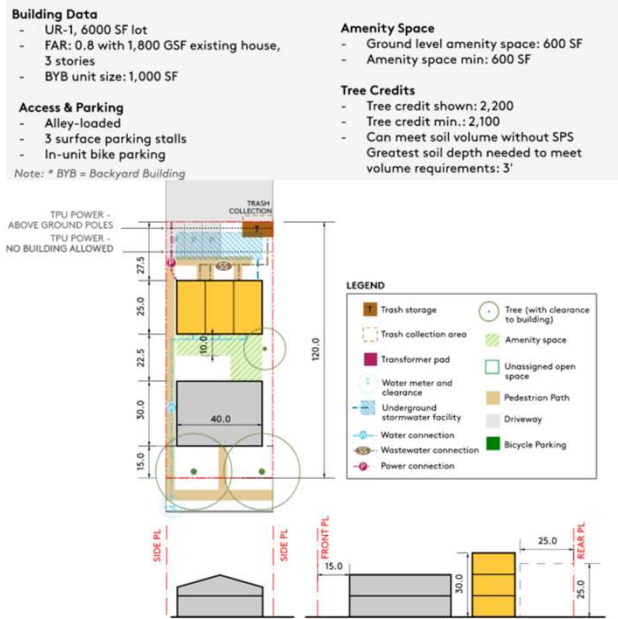 Building Data
- UR-1, 6000 SF lot
- FAR: 0.8 with 1,800 GSF existing house,
3 stories
- BYB unit size: 1,000 SF
Access & Parking
- Alley-loaded
- 3 surface parking stalls
- In-unit bike parking
Note: * BYB = Backyard Building
Amenity Space
- Ground level amenity space: 600 SF
- Amenity space min: 600 SF
Tree Credits
- Tree credit shown: 2,200
- Tree credit min.: 2,100
- Can meet soil volume without SPS
Greatest soil depth needed to meet
volume requirements: 3'
TRASH
COLLECTION
TPU POWER -
ABOVE GROUND POLES
TPU POWER -
NO BUILDING ALLOWED
T
P P P
P
SS
27.5
25.0
10.0
22.5
120.0
30.0
40.0
W
15.0
LEGEND
T Trash storage
Trash collection area
Transformer pad
Water meter and
clearance
Underground
stormwater facility
W Water connection
SS Wastewater connection
P Power connection
Tree (with clearance
to building)
Amenity space
Unassigned open
space
Pedestrian Path
Driveway
Bicycle Parking
SIDE PL
SIDE PL
FRONT PL
REAR PL
15.0
30.0
25.0
25.0